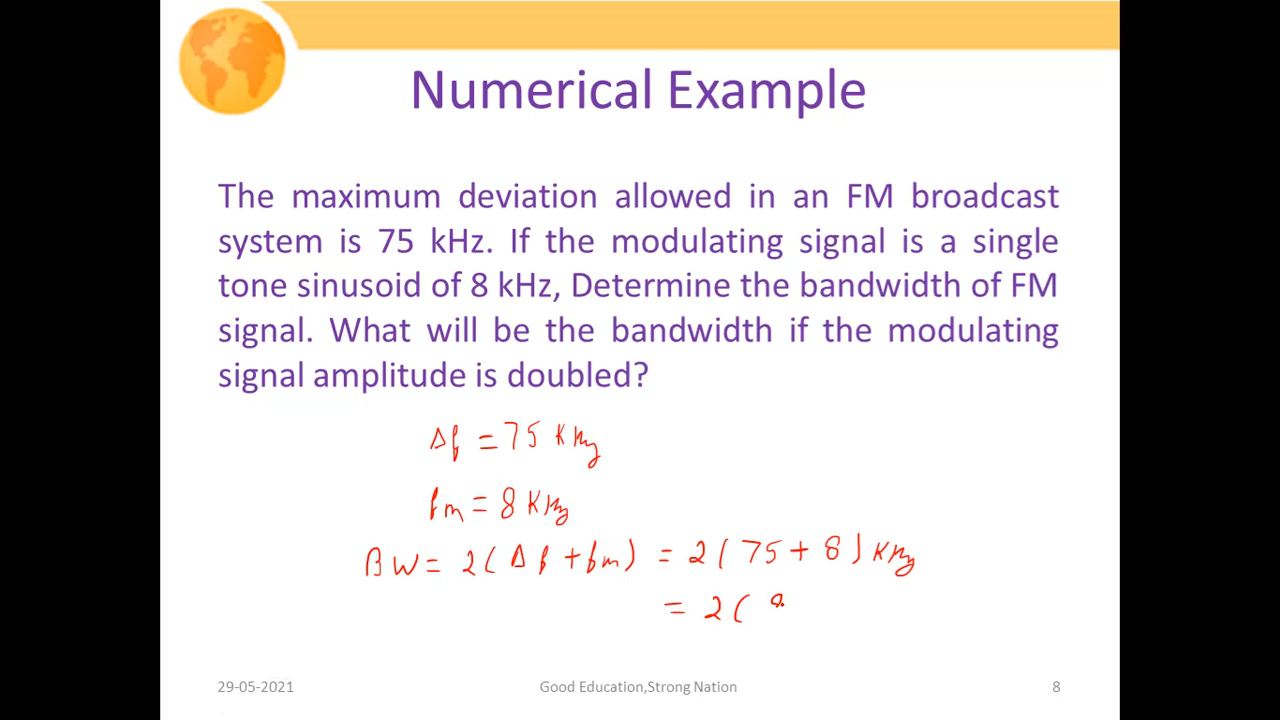 Numerical Example
The maximum deviation allowed in an FM broadcast
system is 75 kHz. If the modulating signal is a single
tone sinusoid of 8 kHz, Determine the bandwidth of FM
signal. What will be the bandwidth if the modulating
signal amplitude is doubled?
Δf = 75 KHz
fm = 8 KHz
BW = 2(Δf + fm) = 2(75+8) KHz
= 2(
29-05-2021
Good Education,Strong Nation
8